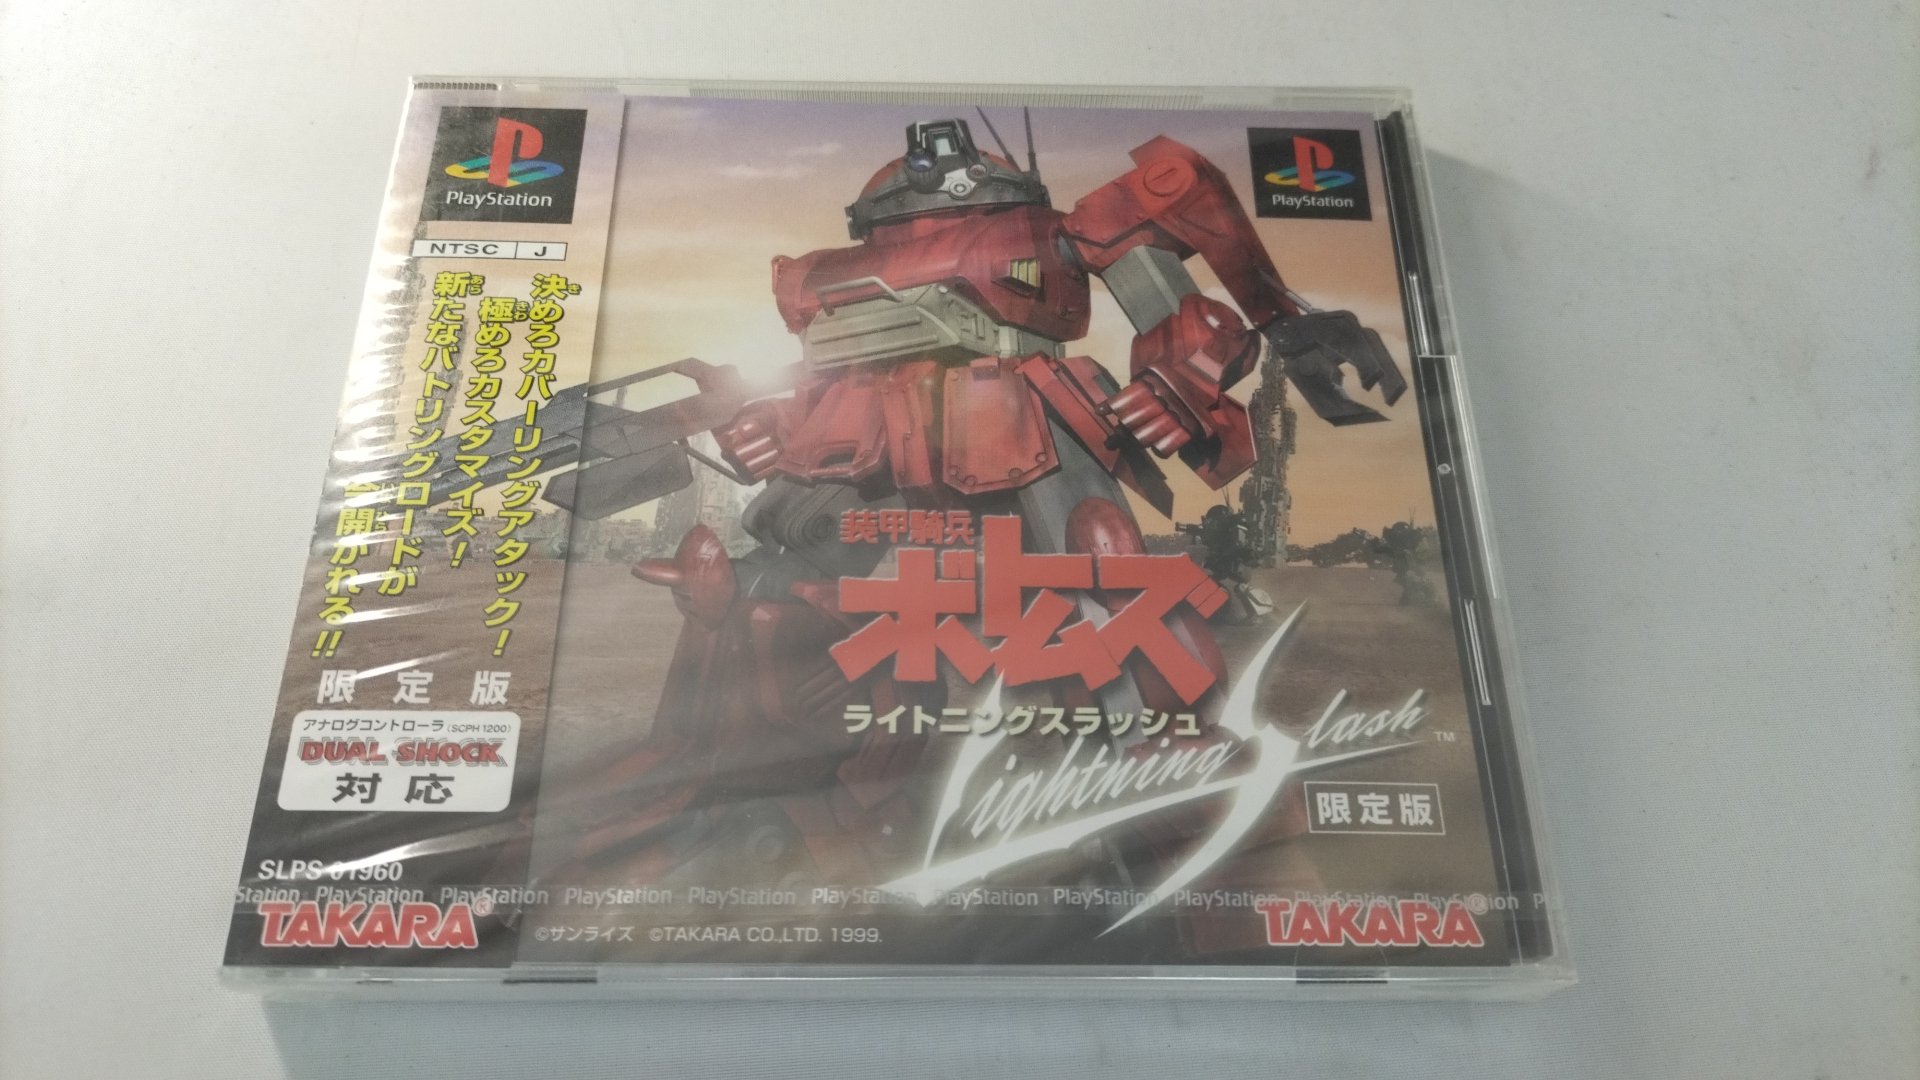 PlayStation
NTSC J
決めろカバーリングアタック!
極めろカスタマイズ!
新たなバトリングロードが
今開かれる!!
限定版
アナログコントローラ(SCPH 1200)
DUAL SHOCK
対応
SLPS 01960
TAKARA®
PlayStation
装甲騎兵
ボトムズ
ライトニングスラッシュ
Lightning Slash™
限定版
Station PlayStation PlayStation PlayStation PlayStation PlayStation PlayStation PlayStation PlayStation PlayStation PlayStation P
©サンライズ ©TAKARA CO.,LTD. 1999.
TAKARA®